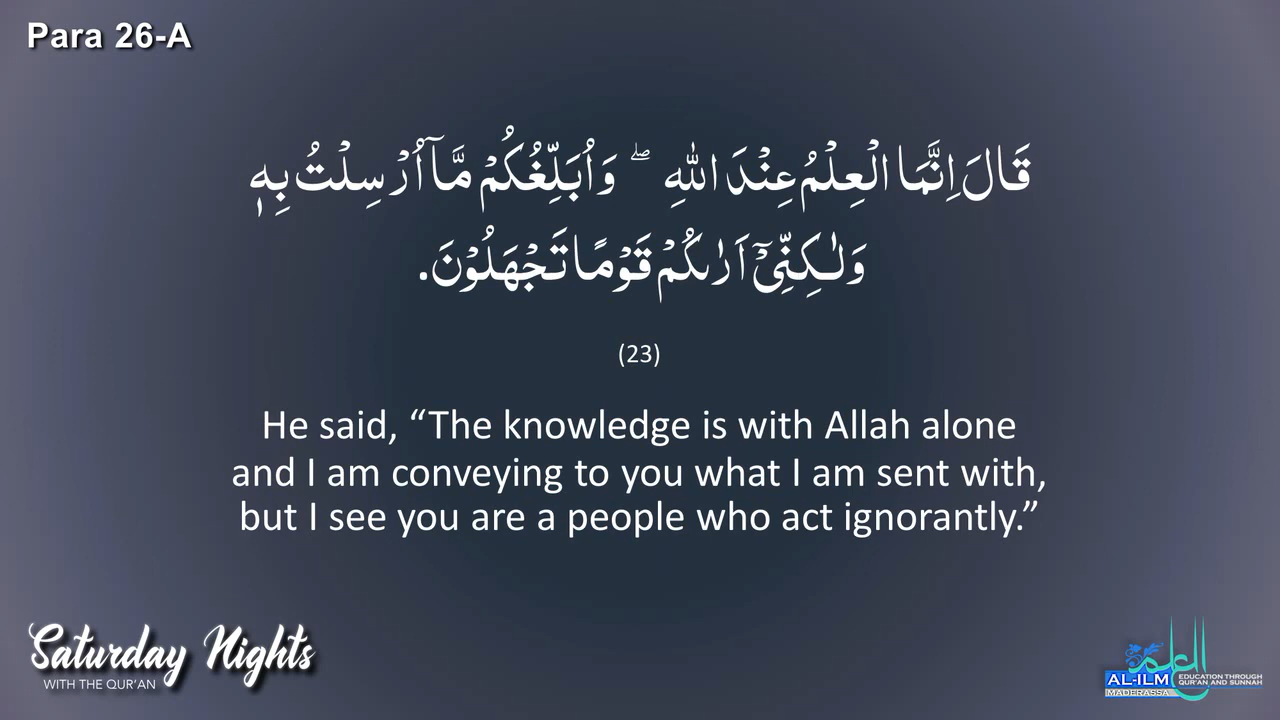 Para 26-A
قَالَ اِنَّمَا الْعِلْمُ عِنْدَ اللّٰهِ ۖ وَاُبَلِّغُكُمْ مَّآ اُرْسِلْتُ بِهٖ
وَلٰـكِنِّىْٓ اَرٰٮكُمْ قَوْمًا تَجْهَلُوْنَ.
(23)
He said, “The knowledge is with Allah alone
and I am conveying to you what I am sent with,
but I see you are a people who act ignorantly.”
Saturday Nights
WITH THE QUR'AN
العلم
AL-ILM
MADERASSA
EDUCATION THROUGH
QUR'AN AND SUNNAH